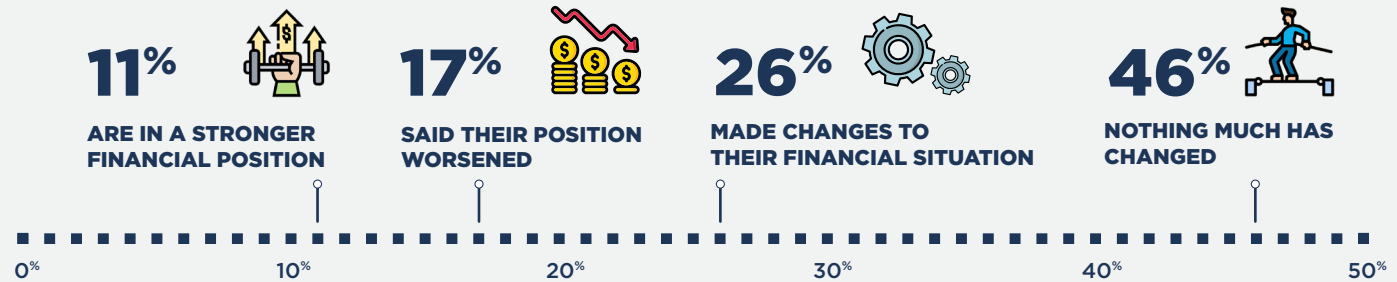 11%
ARE IN A STRONGER
FINANCIAL POSITION
17%
SAID THEIR POSITION
WORSENED
26%
MADE CHANGES TO
THEIR FINANCIAL SITUATION
46%
NOTHING MUCH HAS
CHANGED
0% 10% 20% 30% 40% 50%